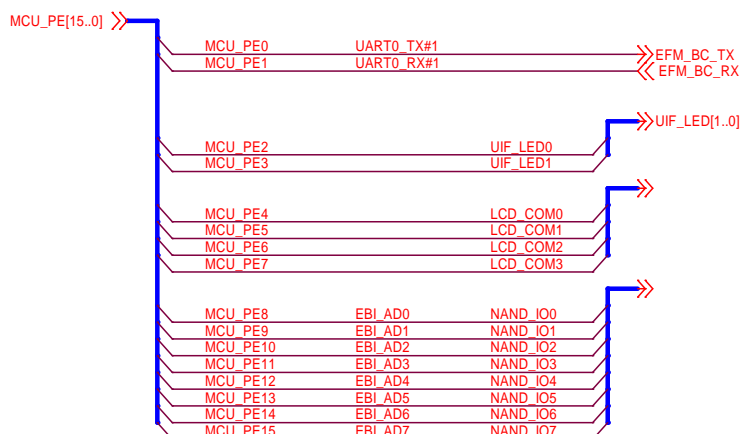 MCU_PE[15..0]
MCU_PE0 UART0_TX#1 EFM_BC_TX
MCU_PE1 UART0_RX#1 EFM_BC_RX
UIF_LED[1..0]
MCU_PE2 UIF_LED0
MCU_PE3 UIF_LED1
MCU_PE4 LCD_COM0
MCU_PE5 LCD_COM1
MCU_PE6 LCD_COM2
MCU_PE7 LCD_COM3
MCU_PE8 EBI_AD0 NAND_IO0
MCU_PE9 EBI_AD1 NAND_IO1
MCU_PE10 EBI_AD2 NAND_IO2
MCU_PE11 EBI_AD3 NAND_IO3
MCU_PE12 EBI_AD4 NAND_IO4
MCU_PE13 EBI_AD5 NAND_IO5
MCU_PE14 EBI_AD6 NAND_IO6
MCU_PE15 EBI_AD7 NAND_IO7